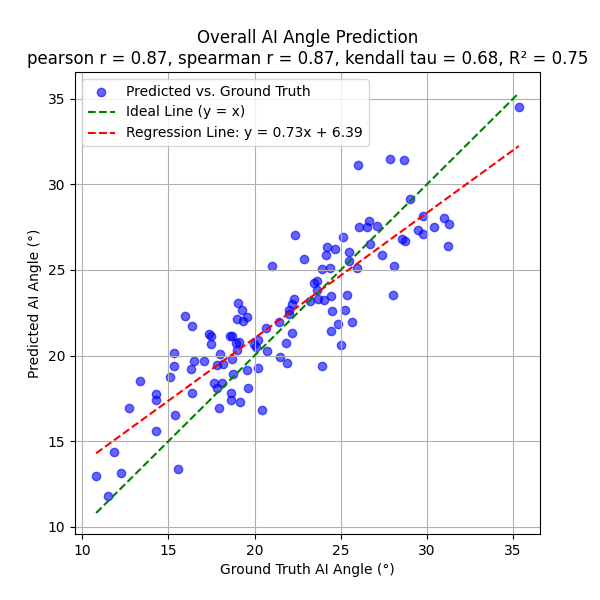 Overall AI Angle Prediction
pearson r = 0.87, spearman r = 0.87, kendall tau = 0.68, R² = 0.75
Predicted vs. Ground Truth
Ideal Line (y = x)
Regression Line: y = 0.73x + 6.39
Predicted AI Angle (°)
35
30
25
20
15
10
10 15 20 25 30 35
Ground Truth AI Angle (°)